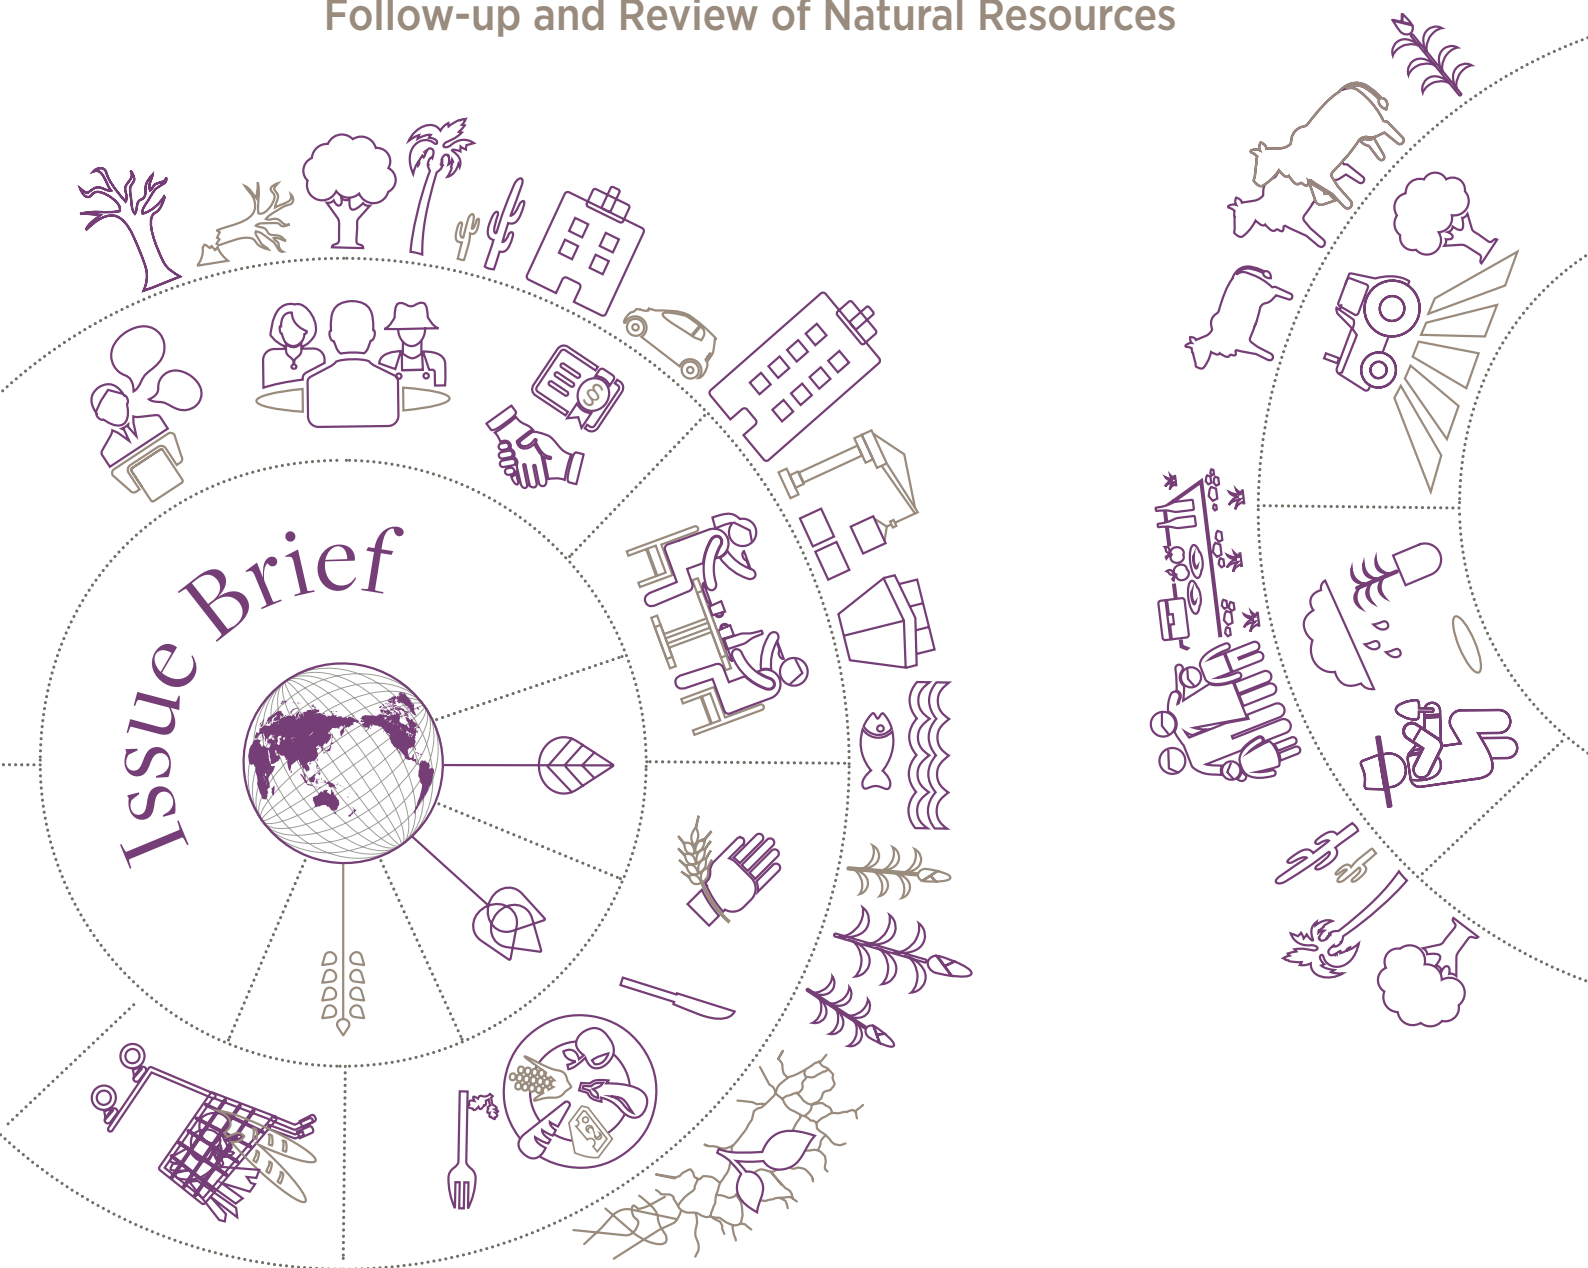 Follow-up and Review of Natural Resources
Issue Brief
§